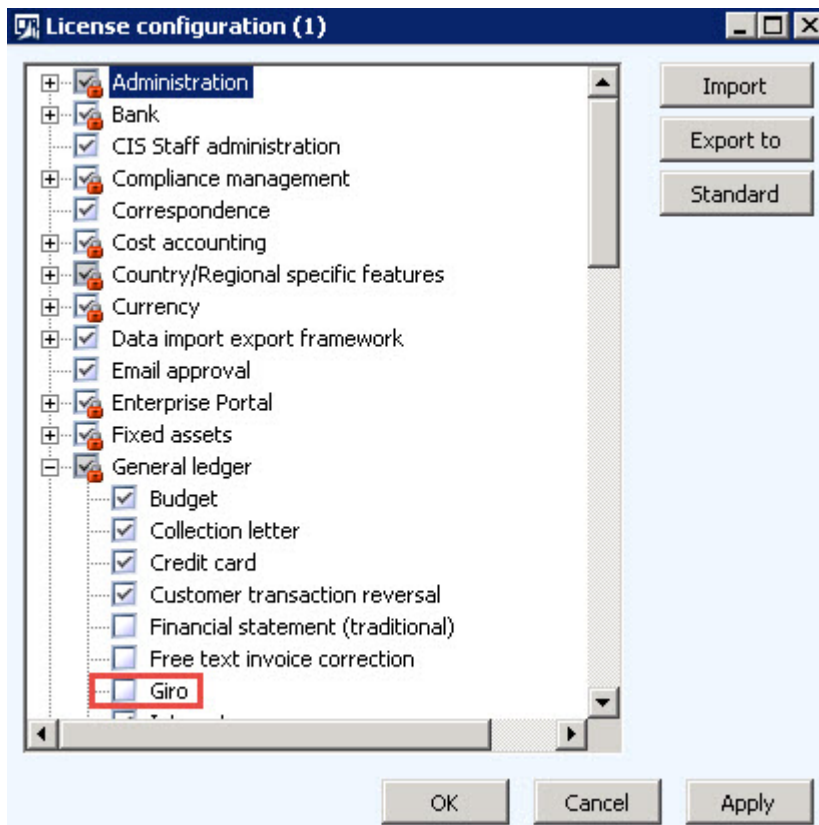 License configuration (1)
Administration
Bank
CIS Staff administration
Compliance management
Correspondence
Cost accounting
Country/Regional specific features
Currency
Data import export framework
Email approval
Enterprise Portal
Fixed assets
General ledger
Budget
Collection letter
Credit card
Customer transaction reversal
Financial statement (traditional)
Free text invoice correction
Giro
Import
Export to
Standard
OK
Cancel
Apply